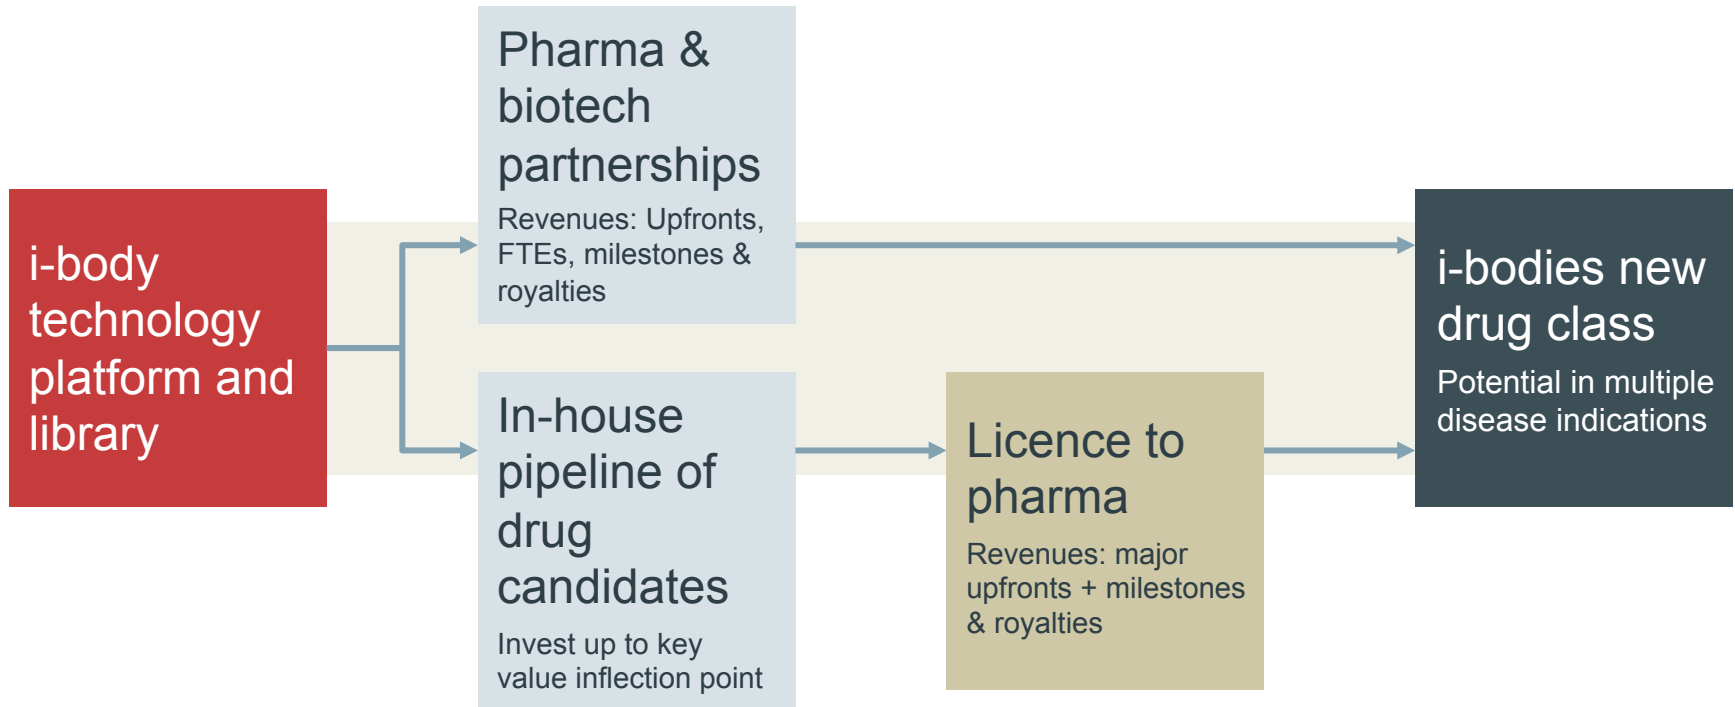 i-body
technology
platform and
library
Pharma &
biotech
partnerships
Revenues: Upfronts,
FTEs, milestones &
royalties
In-house
pipeline of
drug
candidates
Invest up to key
value inflection point
Licence to
pharma
Revenues: major
upfronts + milestones
& royalties
i-bodies new
drug class
Potential in multiple
disease indications